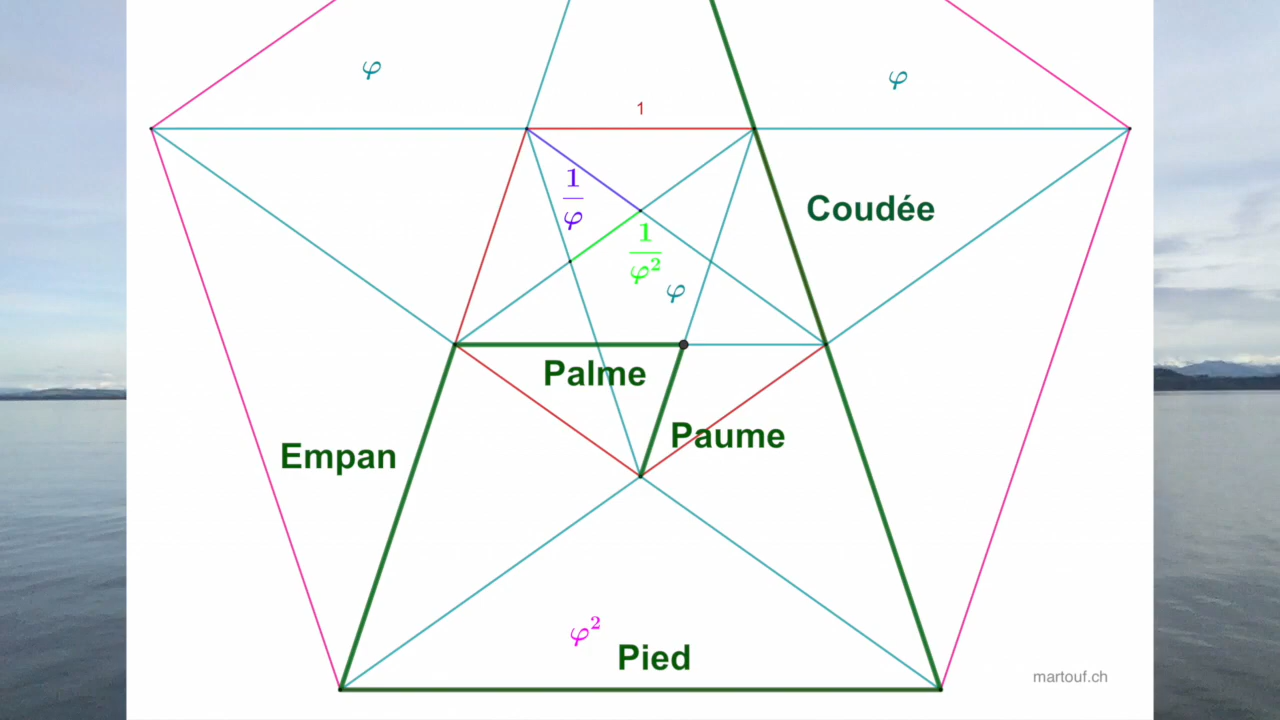 φ
φ
1
Coudée
1/φ
1/φ²
φ
Palme
Paume
Empan
φ²
Pied
martouf.ch